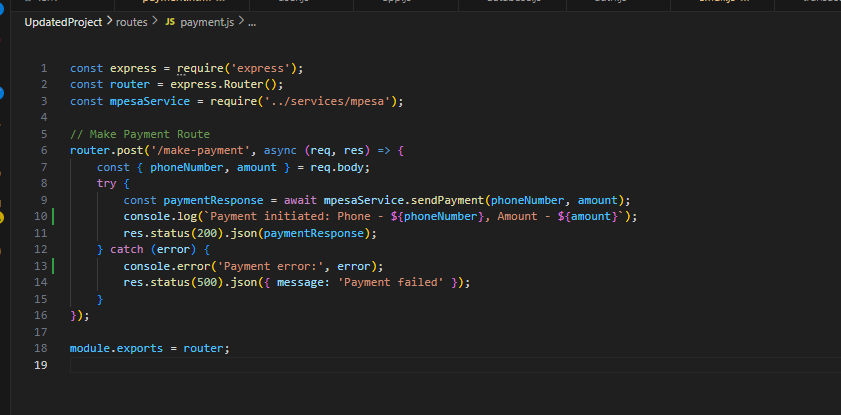 UpdatedProject > routes > JS payment.js > ...
1 const express = require('express');
2 const router = express.Router();
3 const mpesaService = require('../services/mpesa');
4
5 // Make Payment Route
6 router.post('/make-payment', async (req, res) => {
7     const { phoneNumber, amount } = req.body;
8     try {
9         const paymentResponse = await mpesaService.sendPayment(phoneNumber, amount);
10         console.log(`Payment initiated: Phone - ${phoneNumber}, Amount - ${amount}`);
11         res.status(200).json(paymentResponse);
12     } catch (error) {
13         console.error('Payment error:', error);
14         res.status(500).json({ message: 'Payment failed' });
15     }
16 });
17
18 module.exports = router;
19